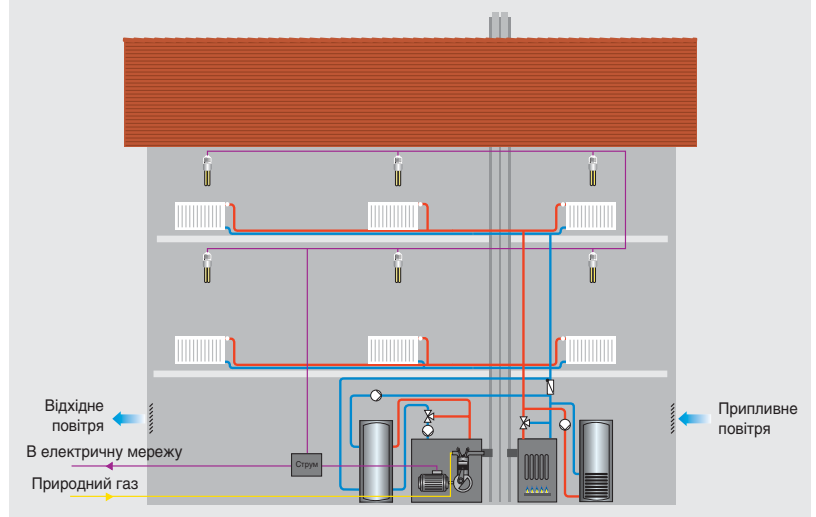 Відхідне
повітря
Припливне
повітря
В електричну мережу
Струм
Природний газ